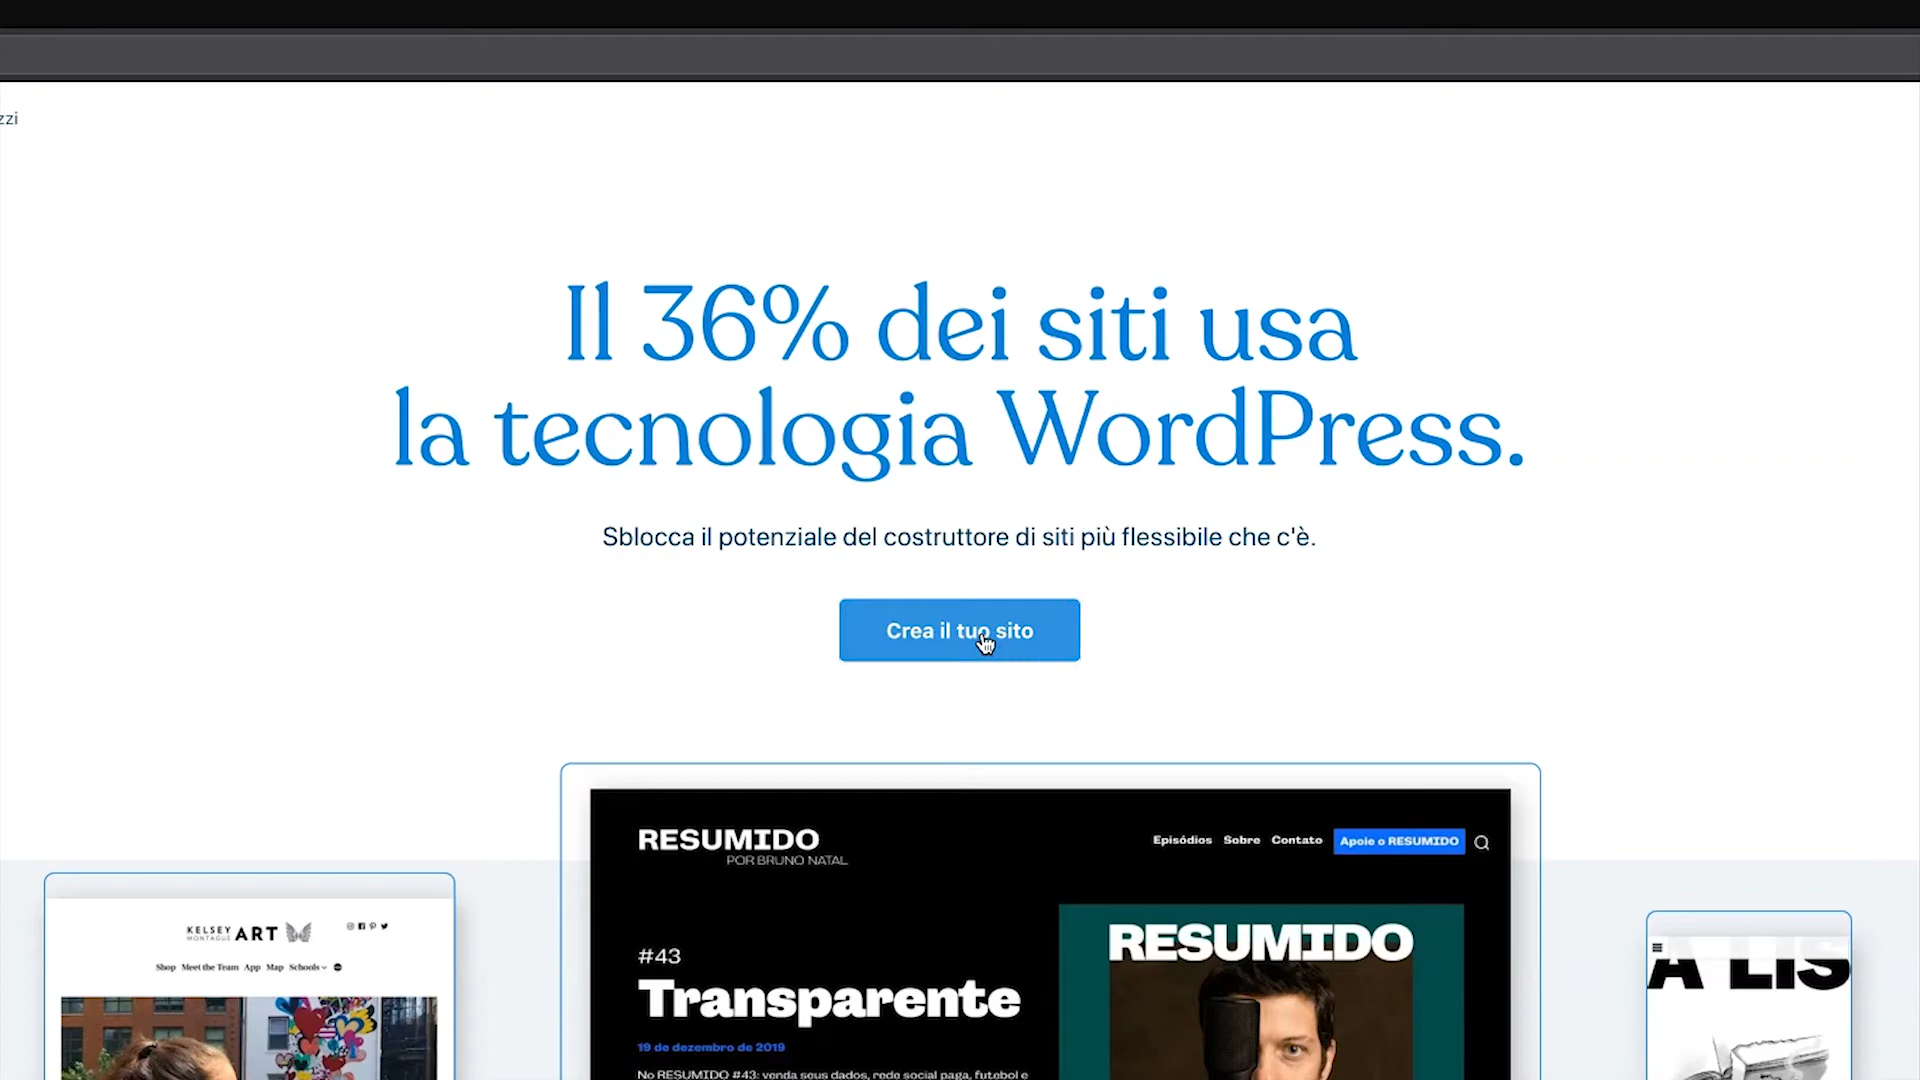 zzi
Il 36% dei siti usa
la tecnologia WordPress.
Sblocca il potenziale del costruttore di siti più flessibile che c'è.
Crea il tuo sito
RESUMIDO
POR BRUNO NATAL
Episódios Sobre Contato Apoie o RESUMIDO
#43
Transparente
19 de dezembro de 2019
No RESUMIDO #43: venda seus dados, rede social paga, futebol e
RESUMIDO
KELSEY
MONTAGUE
ART
Shop Meet the Team App Map Schools
A LIS